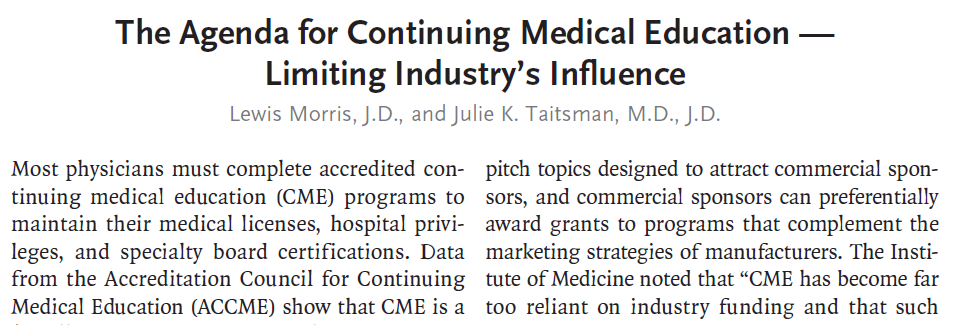 The Agenda for Continuing Medical Education —
Limiting Industry’s Influence
Lewis Morris, J.D., and Julie K. Taitsman, M.D., J.D.
Most physicians must complete accredited con-
tinuing medical education (CME) programs to
maintain their medical licenses, hospital privi-
leges, and specialty board certifications. Data
from the Accreditation Council for Continuing
Medical Education (ACCME) show that CME is a
pitch topics designed to attract commercial spon-
sors, and commercial sponsors can preferentially
award grants to programs that complement the
marketing strategies of manufacturers. The Insti-
tute of Medicine noted that “CME has become far
too reliant on industry funding and that such